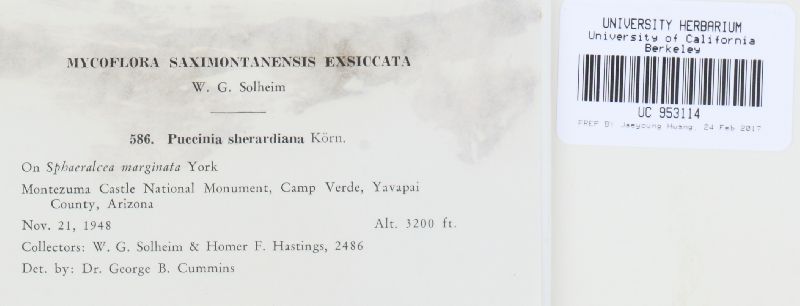 MYCOFLORA SAXIMONTANENSIS EXSICCATA
W. G. Solheim
586. Puccinia sherardiana Körn.
On Sphaeralcea marginata York
Montezuma Castle National Monument, Camp Verde, Yavapai
County, Arizona
Nov. 21, 1948 Alt. 3200 ft.
Collectors: W. G. Solheim & Homer F. Hastings, 2486
Det. by: Dr. George B. Cummins
UNIVERSITY HERBARIUM
University of California
Berkeley
UC 953114
PREP BY Jaeyoung Huang, 24 Feb 2017